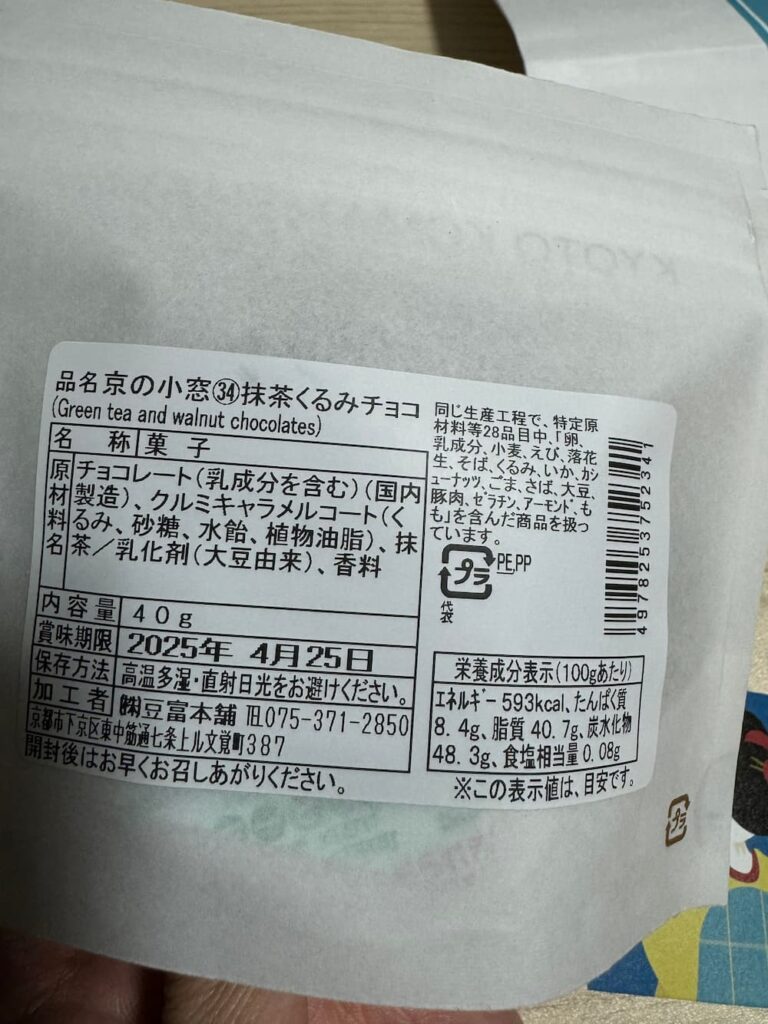 KYOTO
品名京の小窓㉞抹茶くるみチョコ
(Green tea and walnut chocolates)
名 称 菓 子
原材料名 チョコレート(乳成分を含む)(国内
製造)、クルミキャラメルコート(く
るみ、砂糖、水飴、植物油脂)、抹
茶/乳化剤(大豆由来)、香料
内容量 40g
賞味期限 2025年 4月25日
保存方法 高温多湿・直射日光をお避けください。
加工者 ㈱豆富本舗 ℡075-371-2850
京都市下京区東中筋通七条上ル文覚町387
開封後はお早くお召しあがりください。
同じ生産工程で、特定原
材料等28品目中、「卵、
乳成分、小麦、えび、落花
生、そば、くるみ、いか、カシ
ューナッツ、ごま、さば、大豆、
豚肉、ゼラチン、アーモンド、も
も」を含んだ商品を扱っ
ています。
プラ PE,PP
代衣
4978253752341
栄養成分表示(100gあたり)
エネルギー 593kcal、たんぱく質
8.4g、脂質 40.7g、炭水化物
48.3g、食塩相当量 0.08g
※この表示値は、目安です。
プラ